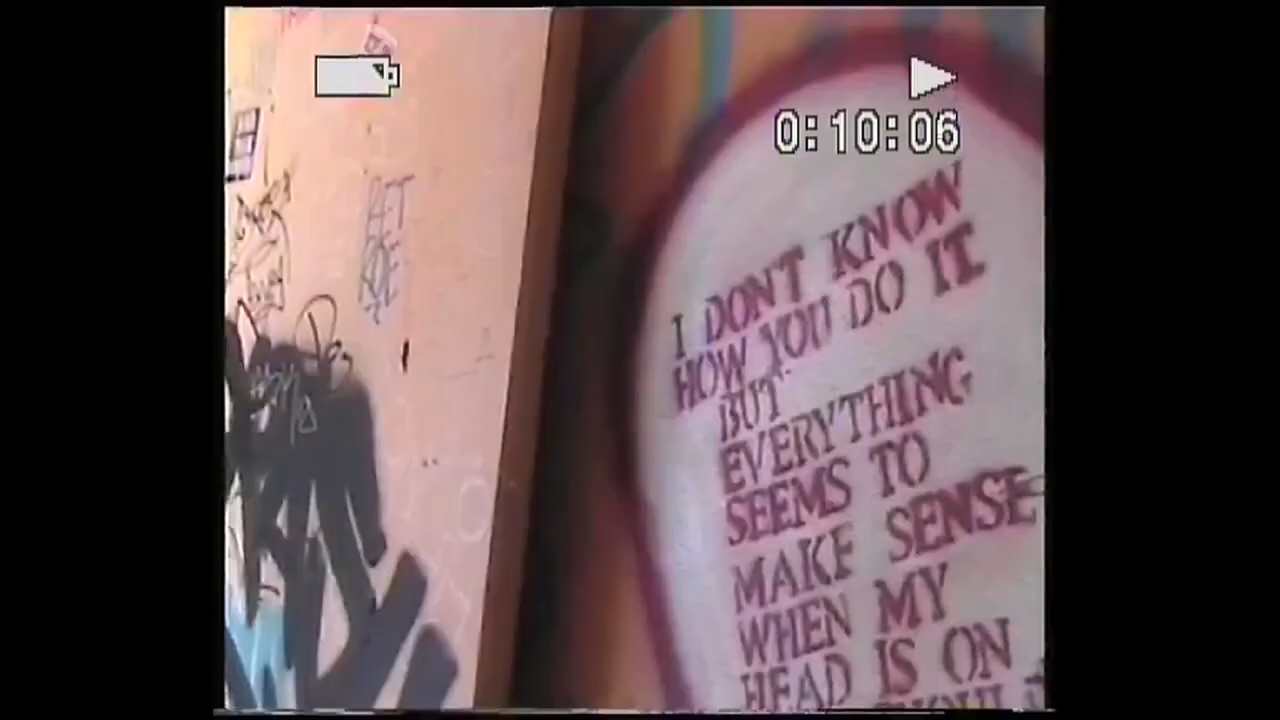 0:10:06
I DONT KNOW
HOW YOU DO IT
BUT
EVERYTHING
SEEMS TO
MAKE SENSE
WHEN MY
HEAD IS ON